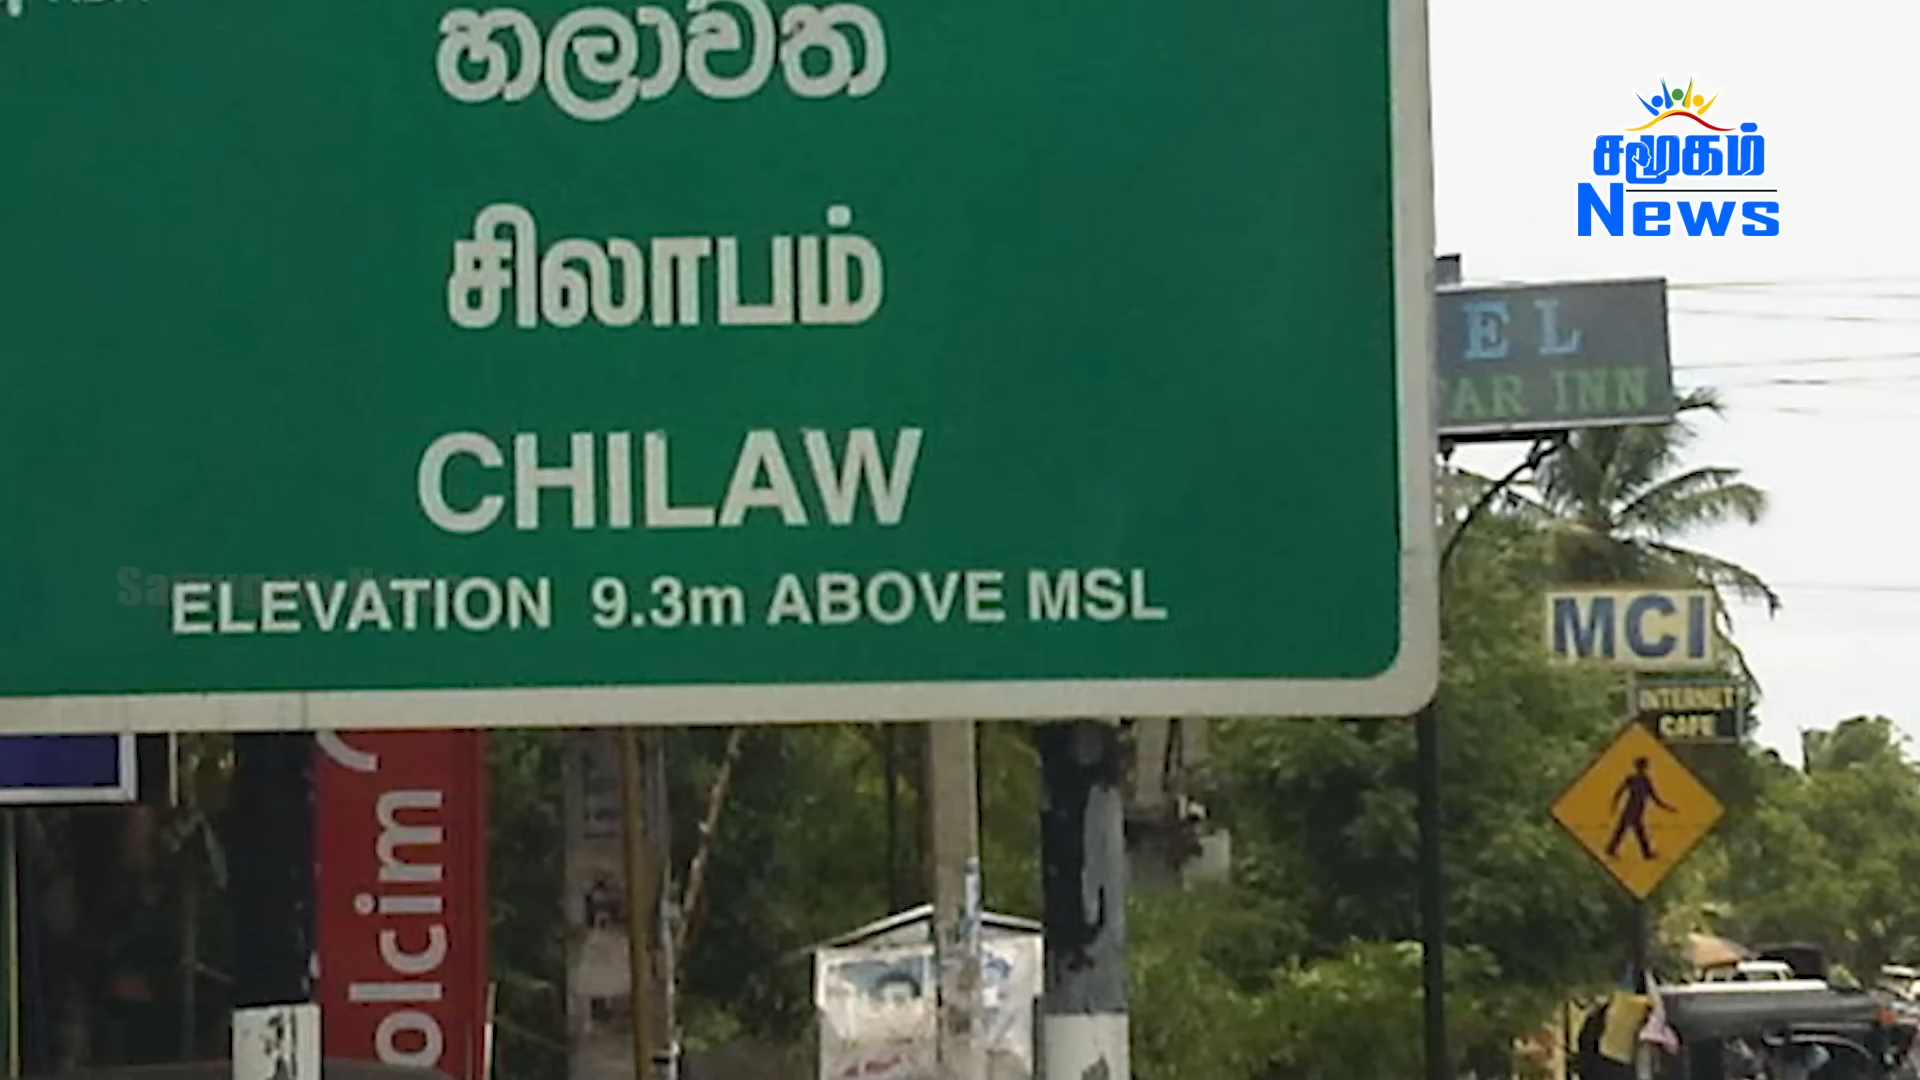 හලාවත
சிலாபம்
CHILAW
ELEVATION 9.3m ABOVE MSL
சமூகம்
News
EL
AR INN
MCI
INTERNET
CAFE
olcim